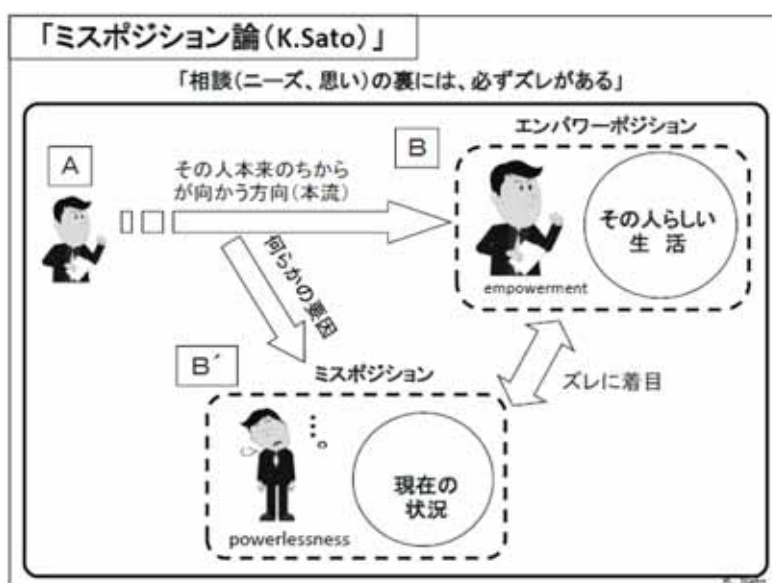 「ミスポジション論(K.Sato)」
「相談(ニーズ、思い)の裏には、必ずズレがある」
エンパワーポジション
A
B
その人本来のちから
が向かう方向(本流)
その人らしい
生 活
empowerment
何らかの要因
B´
ミスポジション
ズレに着目
…。
現在の
状況
powerlessness